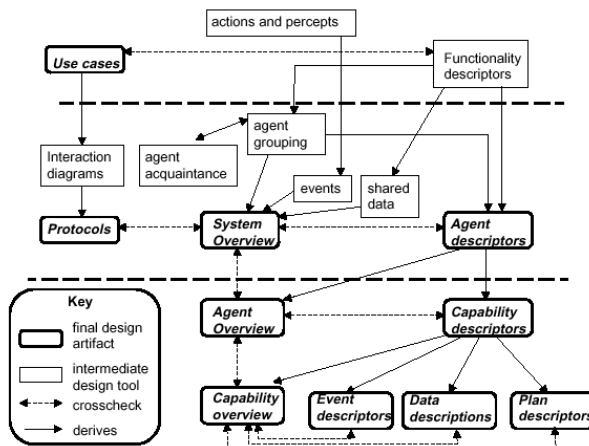 actions and percepts
Use cases
Functionality
descriptors
agent
grouping
Interaction
diagrams
agent
acquaintance
events
shared
data
Protocols
System
Overview
Agent
descriptors
Key
final design
artifact
intermediate
design tool
crosscheck
derives
Agent
Overview
Capability
descriptors
Capability
overview
Event
descriptors
Data
descriptions
Plan
descriptors